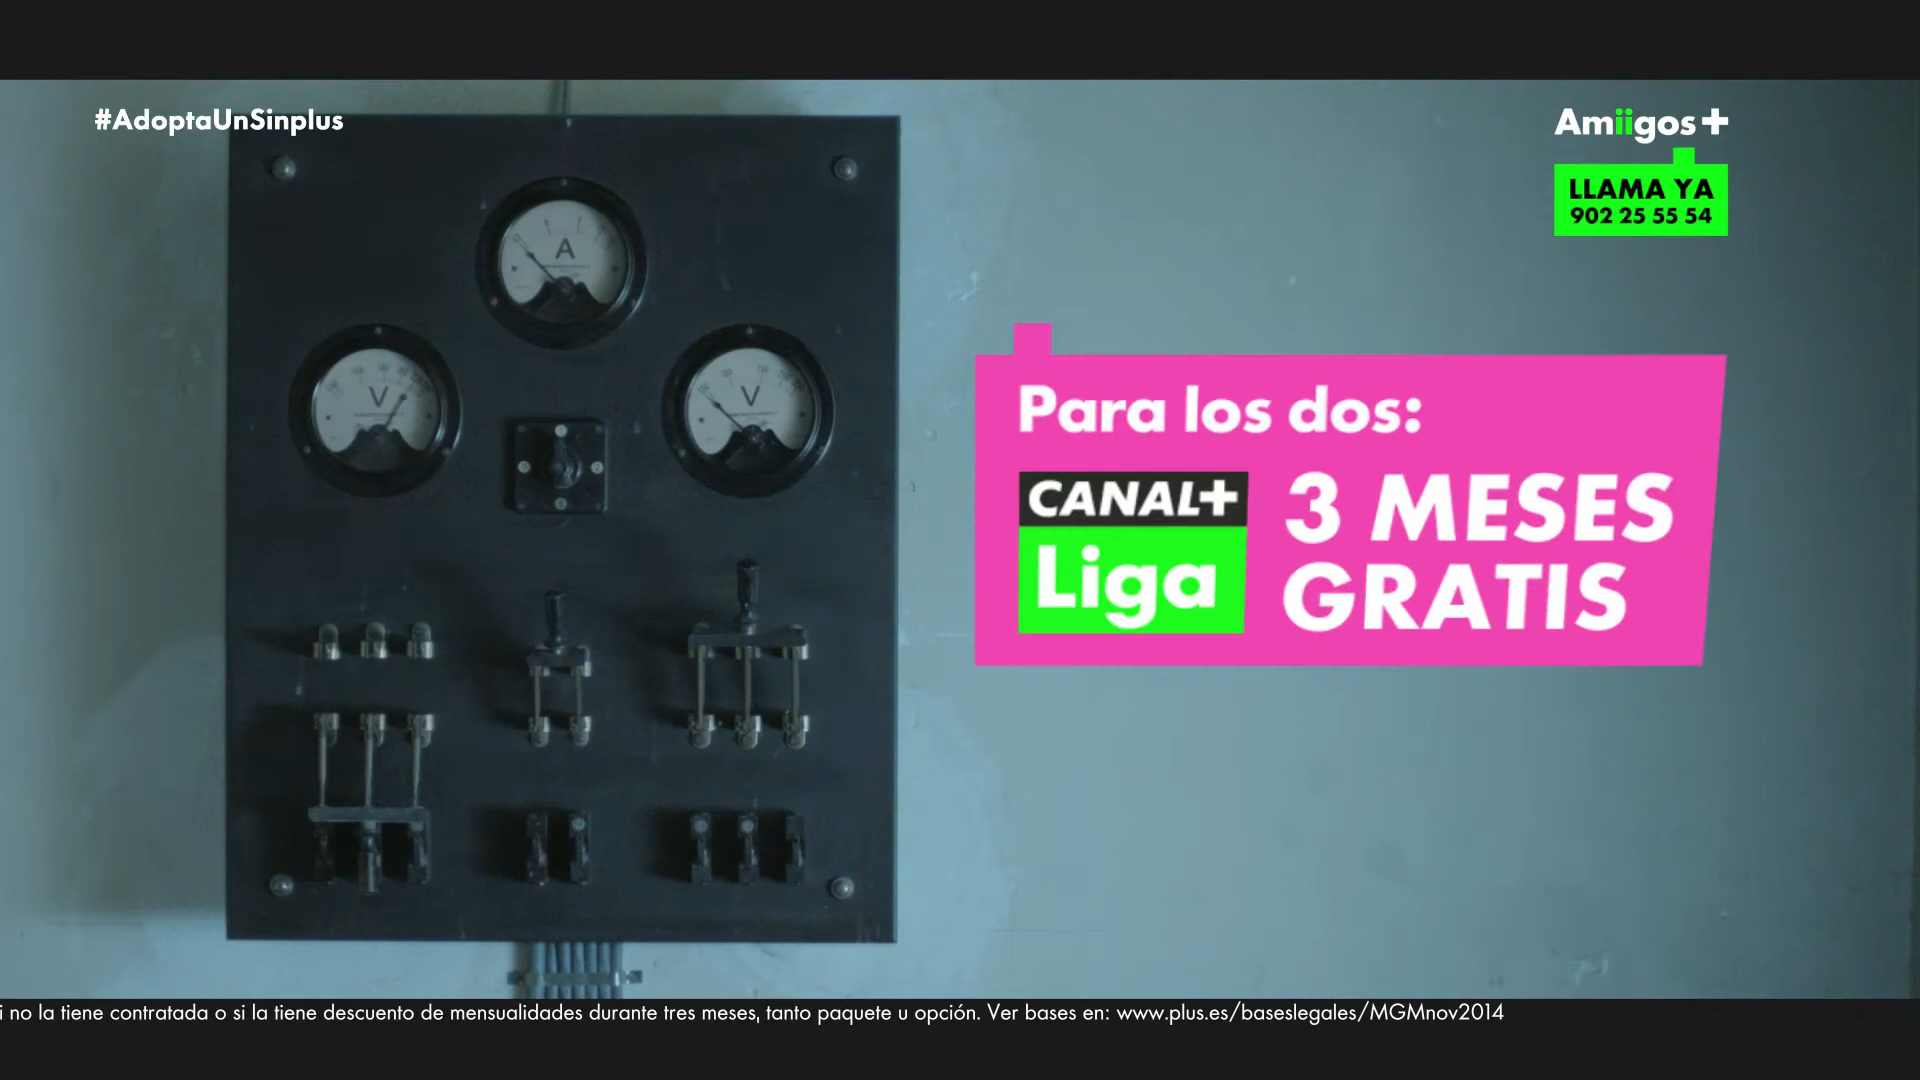 #AdoptaUnSinplus
Amiigos+
LLAMA YA
902 25 55 54
A
V
V
Para los dos:
CANAL+
Liga
3 MESES
GRATIS
i no la tiene contratada o si la tiene descuento de mensualidades durante tres meses, tanto paquete u opción. Ver bases en: www.plus.es/baseslegales/MGMnov2014